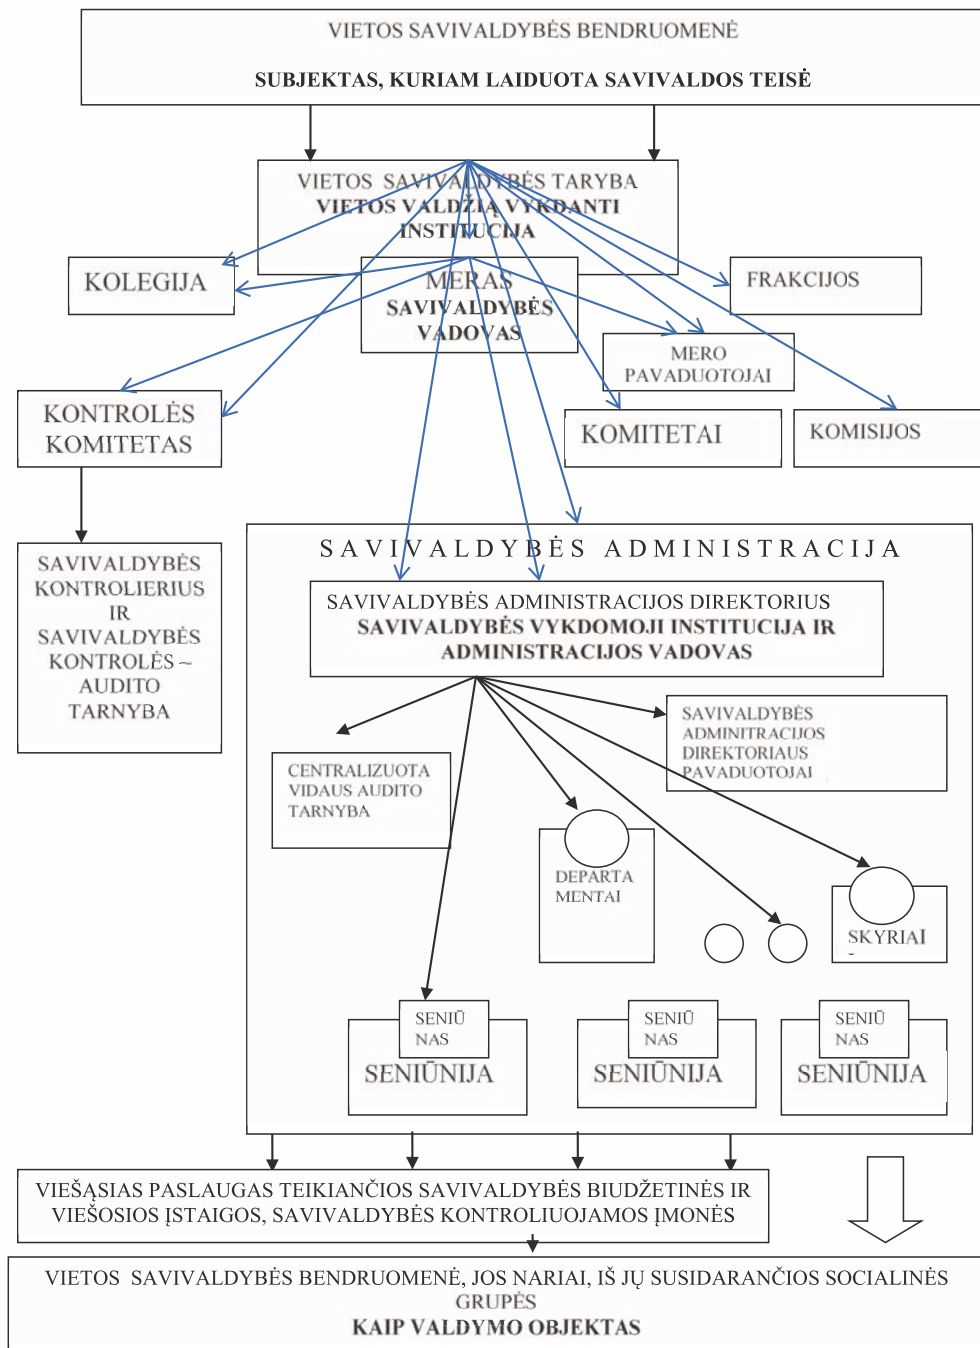 VIETOS SAVIVALDYBĖS BENDRUOMENĖ
SUBJEKTAS, KURIAM LAIDUOTA SAVIVALDOS TEISĖ
VIETOS SAVIVALDYBĖS TARYBA
VIETOS VALDŽIĄ VYKDANTI
INSTITUCIJA
KOLEGIJA
MERAS
SAVIVALDYBĖS
VADOVAS
FRAKCIJOS
MERO
PAVADUOTOJAI
KONTROLĖS
KOMITETAS
KOMITETAI
KOMISIJOS
SAVIVALDYBĖS
KONTROLIERIUS
IR
SAVIVALDYBĖS
KONTROLĖS –
AUDITO
TARNYBA
SAVIVALDYBĖS ADMINISTRACIJA
SAVIVALDYBĖS ADMINISTRACIJOS DIREKTORIUS
SAVIVALDYBĖS VYKDOMOJI INSTITUCIJA IR
ADMINISTRACIJOS VADOVAS
CENTRALIZUOTA
VIDAUS AUDITO
TARNYBA
SAVIVALDYBĖS
ADMINITRACIJOS
DIREKTORIAUS
PAVADUOTOJAI
DEPARTA
MENTAI
SKYRIAI
SENIŪ
NAS
SENIŪNIJA
SENIŪ
NAS
SENIŪNIJA
SENIŪ
NAS
SENIŪNIJA
VIEŠĄSIAS PASLAUGAS TEIKIANČIOS SAVIVALDYBĖS BIUDŽETINĖS IR
VIEŠOSIOS ĮSTAIGOS, SAVIVALDYBĖS KONTROLIUOJAMOS ĮMONĖS
VIETOS SAVIVALDYBĖS BENDRUOMENĖ, JOS NARIAI, IŠ JŲ SUSIDARANČIOS SOCIALINĖS
GRUPĖS
KAIP VALDYMO OBJEKTAS